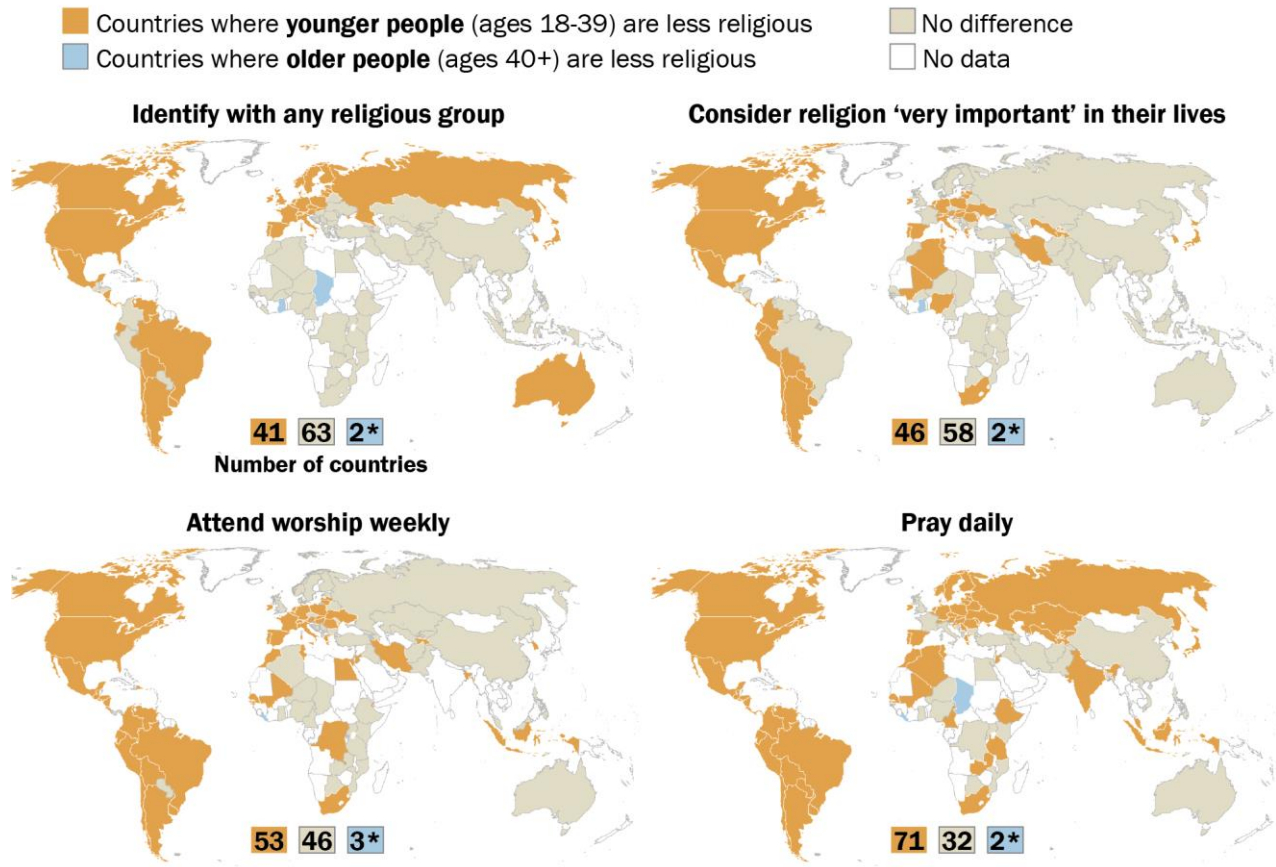 Countries where younger people (ages 18-39) are less religious
No difference
Countries where older people (ages 40+) are less religious
No data
Identify with any religious group
Consider religion ‘very important’ in their lives
41 63 2*
46 58 2*
Number of countries
Attend worship weekly
Pray daily
53 46 3*
71 32 2*